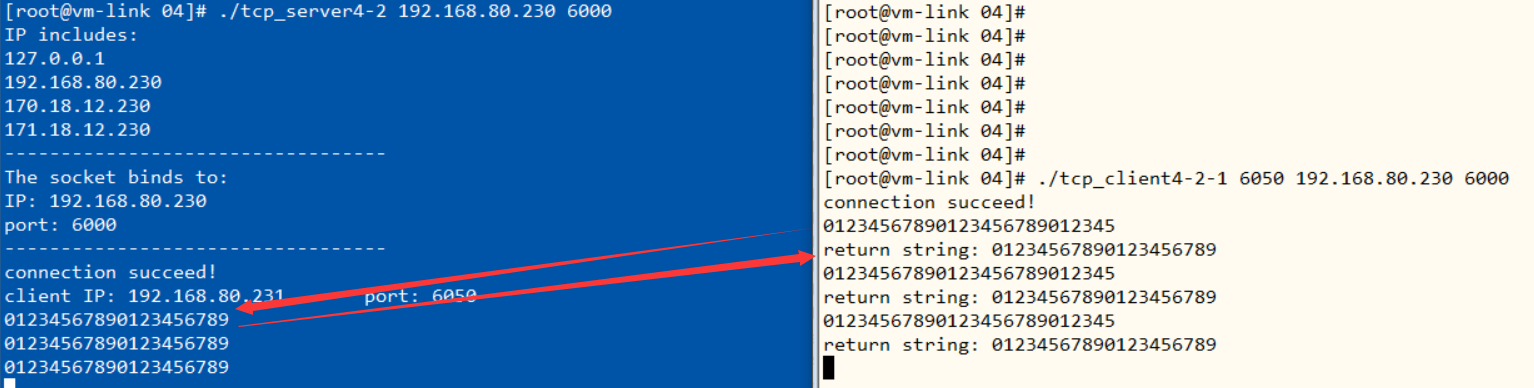 [root@vm-link 04]# ./tcp_server4-2 192.168.80.230 6000
IP includes:
127.0.0.1
192.168.80.230
170.18.12.230
171.18.12.230
----------------------------------
The socket binds to:
IP: 192.168.80.230
port: 6000
----------------------------------
connection succeed!
client IP: 192.168.80.231 port: 6050
01234567890123456789
01234567890123456789
01234567890123456789
[root@vm-link 04]#
[root@vm-link 04]#
[root@vm-link 04]#
[root@vm-link 04]#
[root@vm-link 04]#
[root@vm-link 04]#
[root@vm-link 04]#
[root@vm-link 04]# ./tcp_client4-2-1 6050 192.168.80.230 6000
connection succeed!
01234567890123456789012345
return string: 01234567890123456789
01234567890123456789012345
return string: 01234567890123456789
01234567890123456789012345
return string: 01234567890123456789